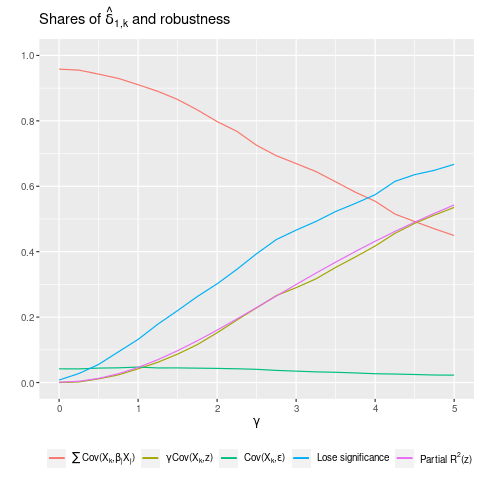 Shares of δ̂₁,ₖ and robustness
1.0
0.8
0.6
0.4
0.2
0.0
0 1 2 3 4 5
γ
∑Cov(Xₖ,βⱼXⱼ) γCov(Xₖ,z) Cov(Xₖ,ε) Lose significance Partial R²(z)